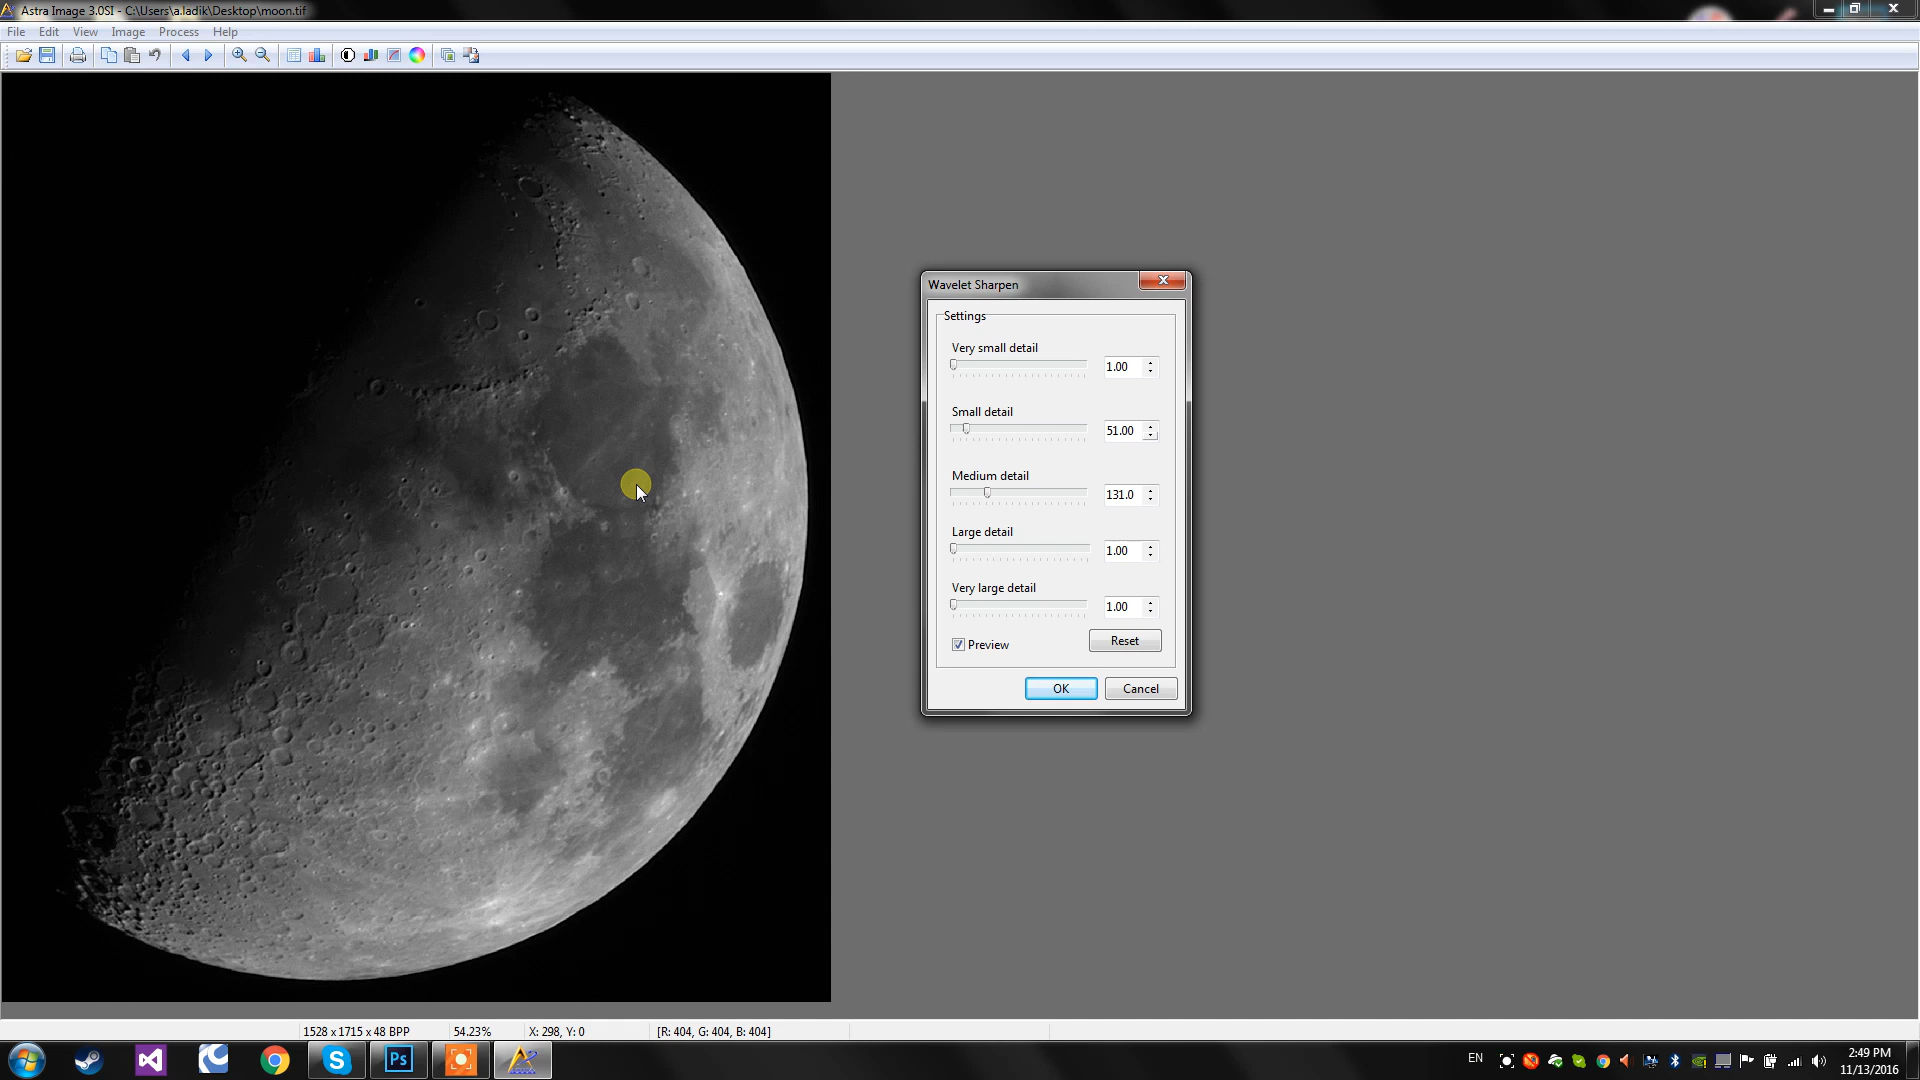 Astra Image 3.0SI - C:\Users\a.ladik\Desktop\moon.tif
File Edit View Image Process Help
Wavelet Sharpen
Settings
Very small detail
1.00
Small detail
51.00
Medium detail
131.0
Large detail
1.00
Very large detail
1.00
Preview
Reset
OK
Cancel
1528 x 1715 x 48 BPP
54.23%
X: 298, Y: 0
[R: 404, G: 404, B: 404]
Ps
EN
2:49 PM
11/13/2016